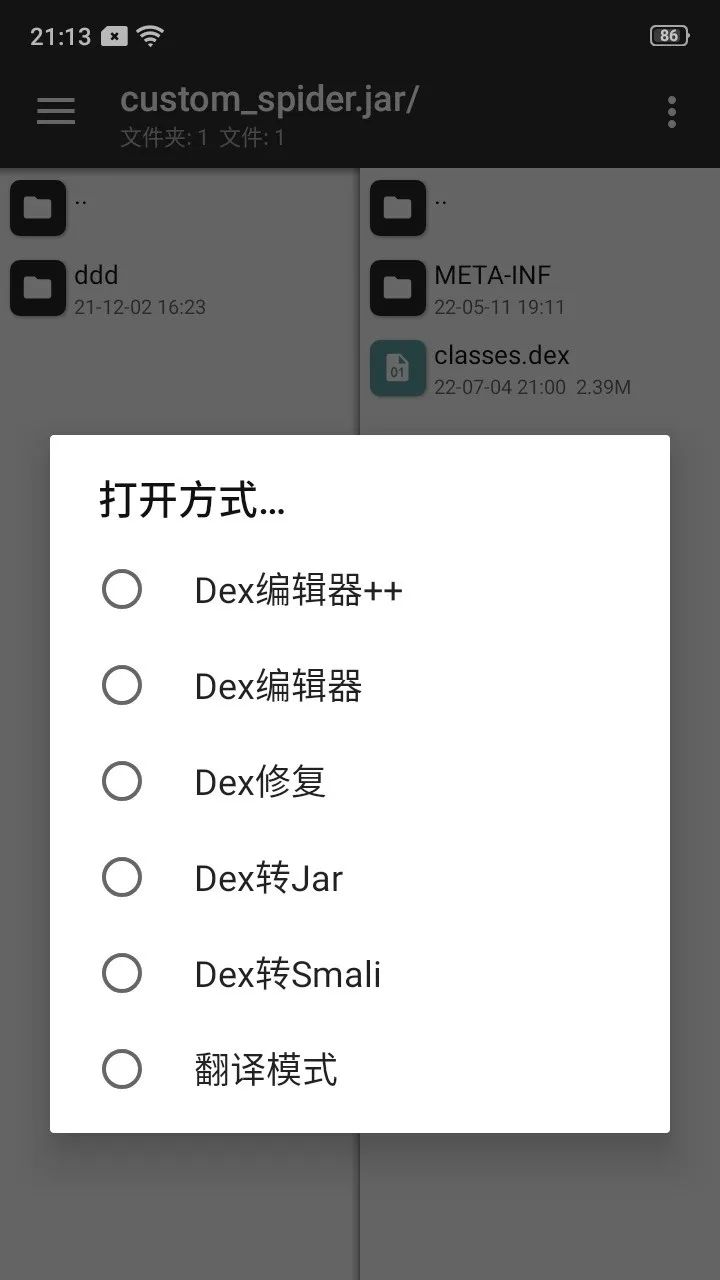 21:13
86
custom_spider.jar/
文件夹: 1 文件: 1
..
ddd
21-12-02 16:23
..
META-INF
22-05-11 19:11
01
classes.dex
22-07-04 21:00 2.39M
打开方式...
Dex编辑器++
Dex编辑器
Dex修复
Dex转Jar
Dex转Smali
翻译模式